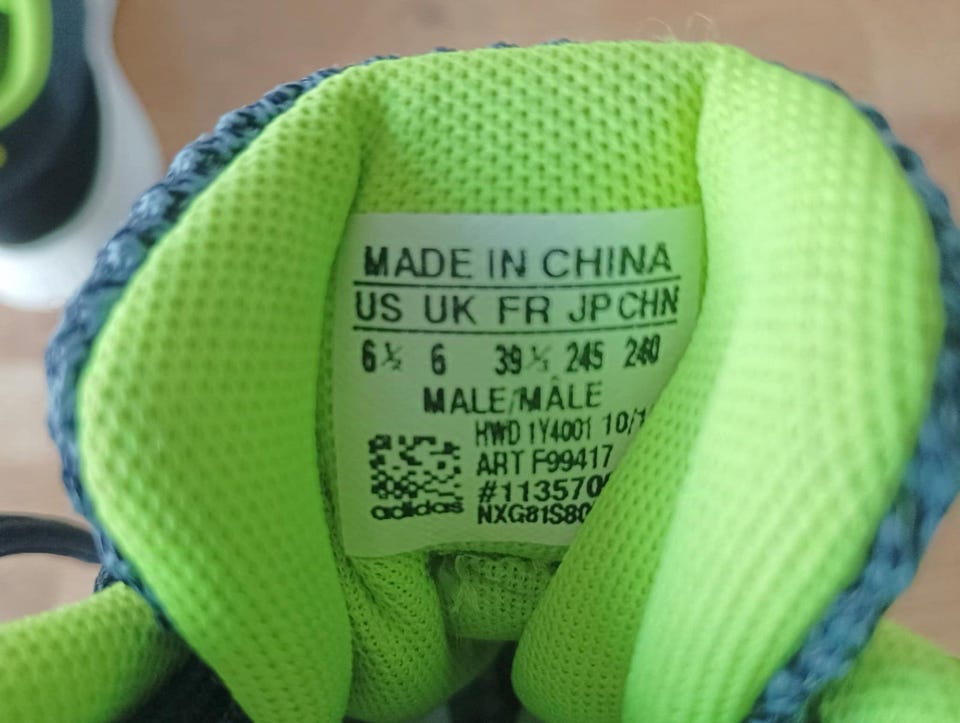 MADE IN CHINA
US UK FR JP CHN
6½ 6 39⅓ 245 240
MALE/MÂLE
HWD 1Y4001 10/1
ART F99417
#113570
adidas
NXG81S80